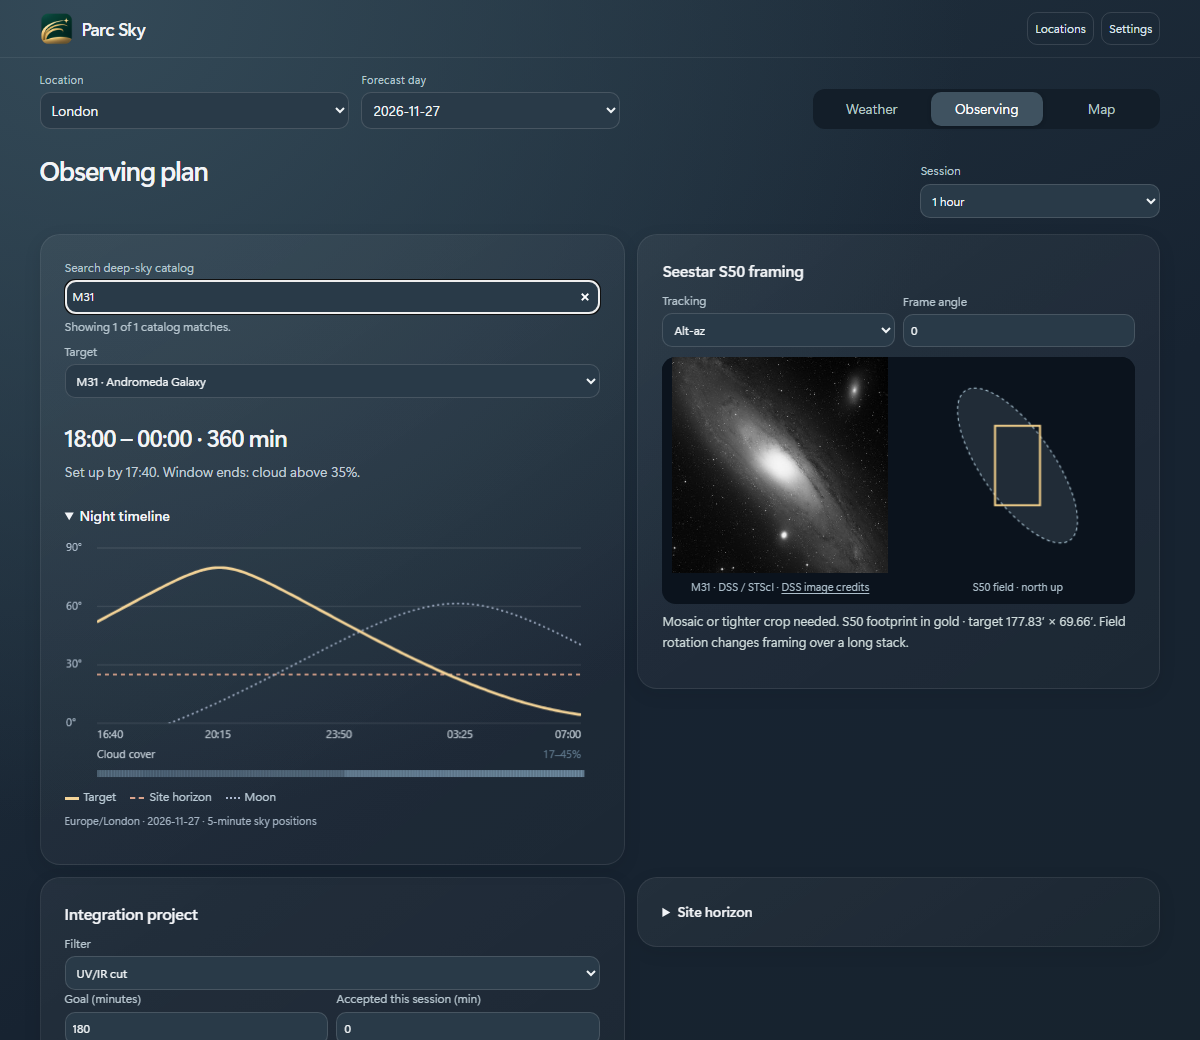 Parc Sky
Locations
Settings
Location
London
Forecast day
2026-11-27
Weather
Observing
Map
Observing plan
Session
1 hour
Search deep-sky catalog
M31
Showing 1 of 1 catalog matches.
Target
M31 · Andromeda Galaxy
18:00 – 00:00 · 360 min
Set up by 17:40. Window ends: cloud above 35%.
Night timeline
90°
60°
30°
0°
16:40
20:15
23:50
03:25
07:00
Cloud cover
17–45%
Target
Site horizon
Moon
Europe/London · 2026-11-27 · 5-minute sky positions
Seestar S50 framing
Tracking
Alt-az
Frame angle
0
M31 · DSS / STScI · DSS image credits
S50 field · north up
Mosaic or tighter crop needed. S50 footprint in gold · target 177.83′ × 69.66′. Field
rotation changes framing over a long stack.
Integration project
Filter
UV/IR cut
Goal (minutes)
180
Accepted this session (min)
0
Site horizon